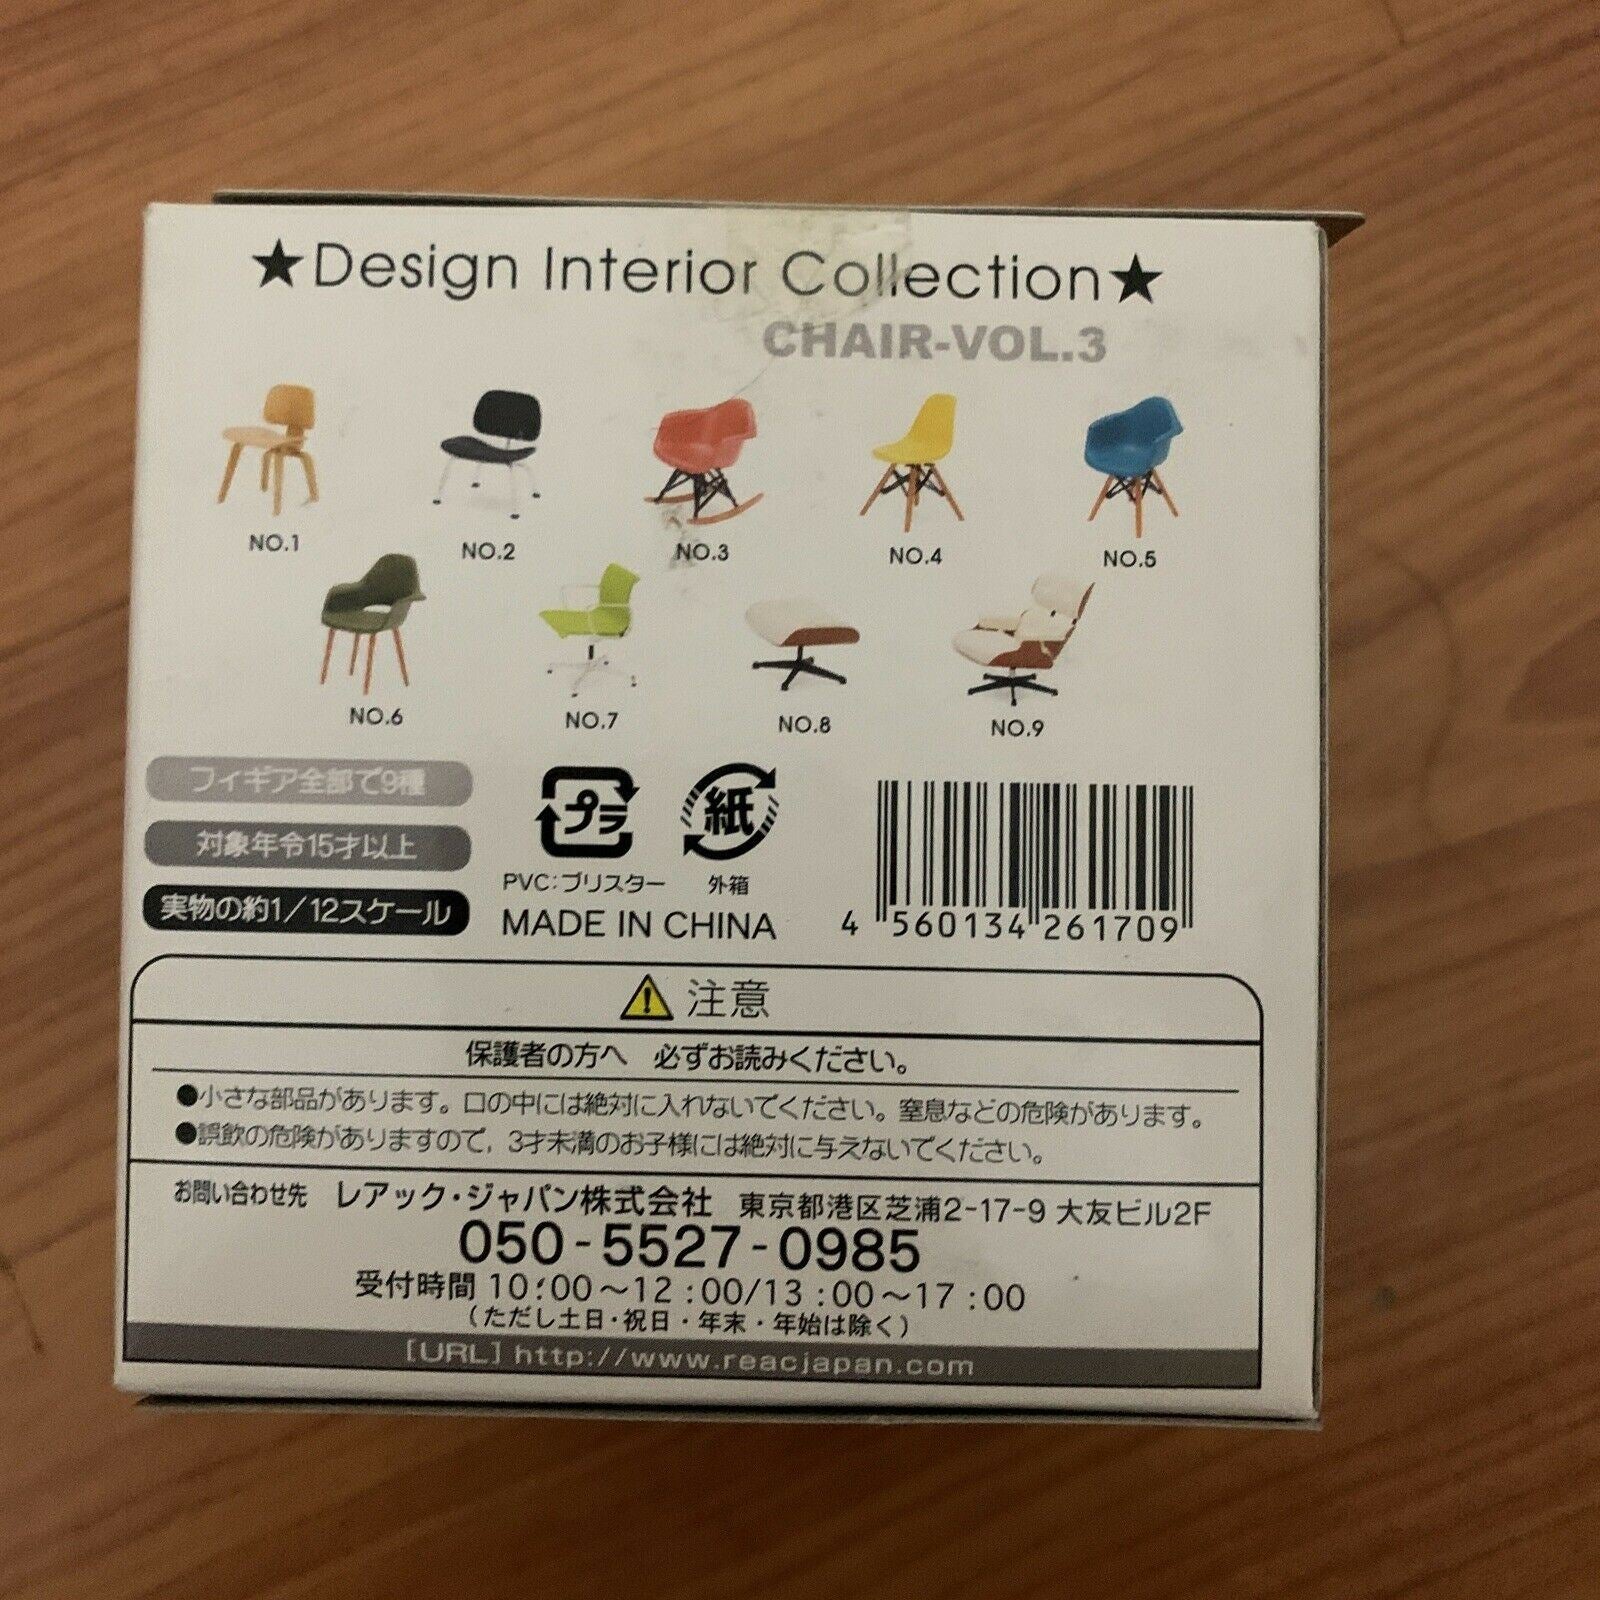 ★Design Interior Collection★
CHAIR-VOL.3
NO.1 NO.2 NO.3 NO.4 NO.5
NO.6 NO.7 NO.8 NO.9
フィギア全部で9種
対象年令15才以上
実物の約1/12スケール
プラ 紙
PVC:ブリスター 外箱
MADE IN CHINA
4 560134 261709
注意
保護者の方へ 必ずお読みください。
●小さな部品があります。口の中には絶対に入れないでください。窒息などの危険があります。
●誤飲の危険がありますので，3才未満のお子様には絶対に与えないでください。
お問い合わせ先 レアック・ジャパン株式会社 東京都港区芝浦2-17-9 大友ビル2F
050-5527-0985
受付時間 10:00〜12:00/13:00〜17:00
(ただし土日・祝日・年末・年始は除く)
[URL] http://www.reacjapan.com